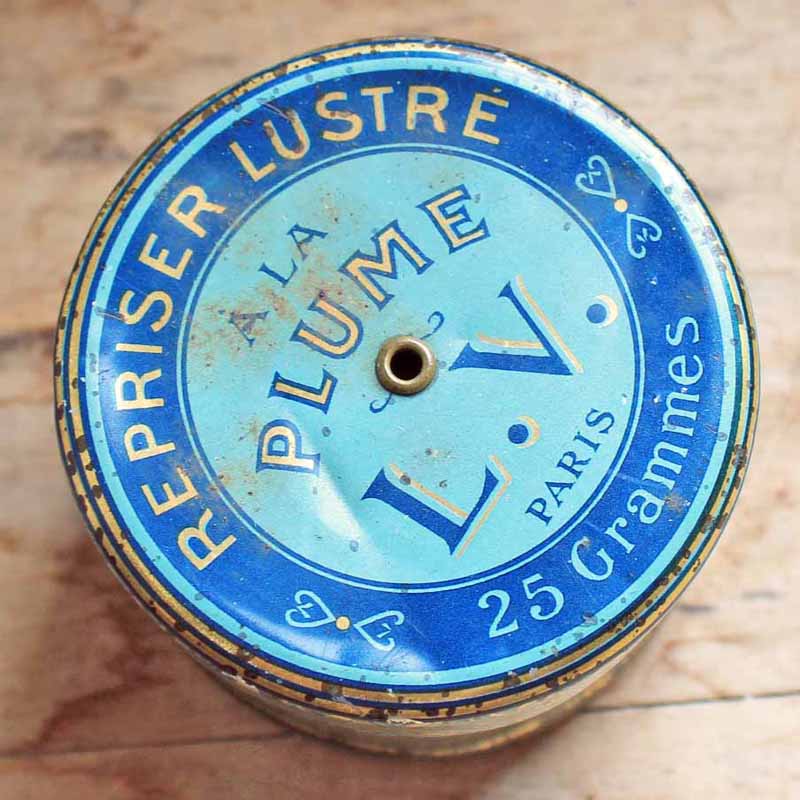 REPRISER LUSTRÉ
À LA
PLUME
L.V.
PARIS
25 Grammes